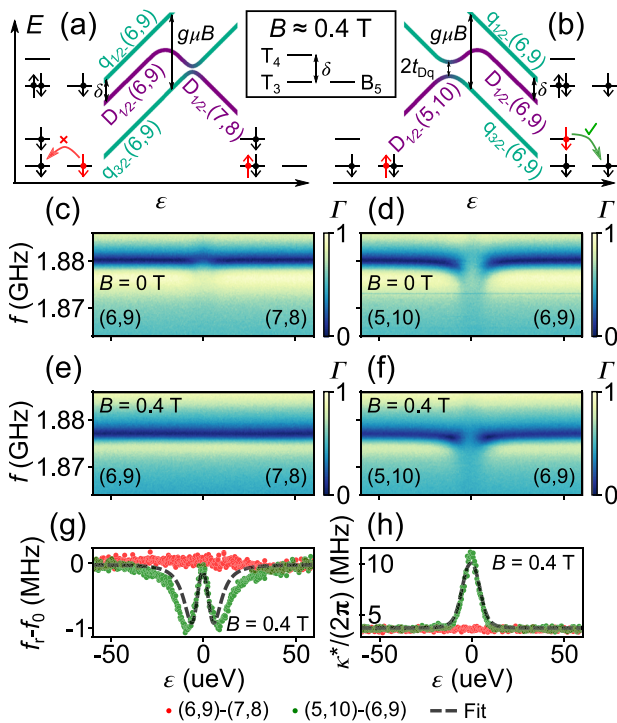 E (a) gμB B ≈ 0.4 T (b)
q1/2-(6,9)
δ
D1/2-(6,9)
q3/2-(6,9)
D1/2-(7,8)
T4
T3 δ B5
2tDq
gμB
q1/2-(6,9)
D1/2-(6,9)
D1/2-(5,10)
q3/2-(6,9)
δ
× ✓
ε ε
(c) Γ (d) Γ
f (GHz) 1.88 1.87
B = 0 T
(6,9) (7,8)
1 0
B = 0 T
(5,10) (6,9)
1 0
(e) Γ (f) Γ
f (GHz) 1.88 1.87
B = 0.4 T
(6,9) (7,8)
1 0
B = 0.4 T
(5,10) (6,9)
1 0
(g) (h)
fr-f0 (MHz)
0 -1
B = 0.4 T
-50 0 50
ε (ueV)
κ*/(2π) (MHz)
10 5
B = 0.4 T
-50 0 50
ε (ueV)
(6,9)-(7,8) (5,10)-(6,9) Fit